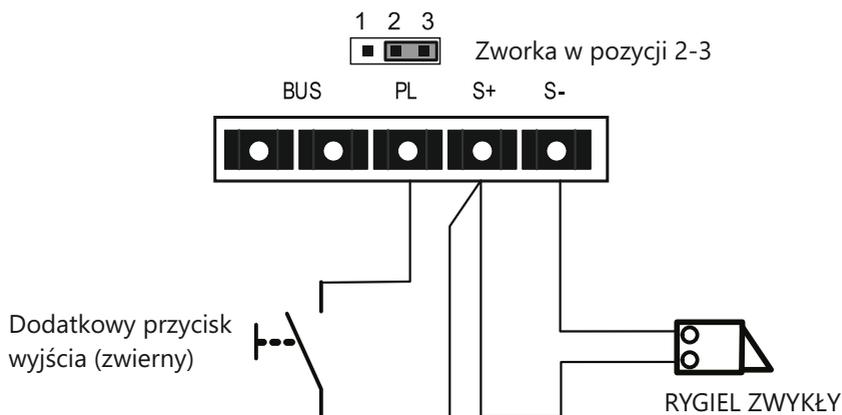 1 2 3
Zworka w pozycji 2-3
BUS PL S+ S-
Dodatkowy przycisk
wyjścia (zwierny)
RYGIEL ZWYKŁY